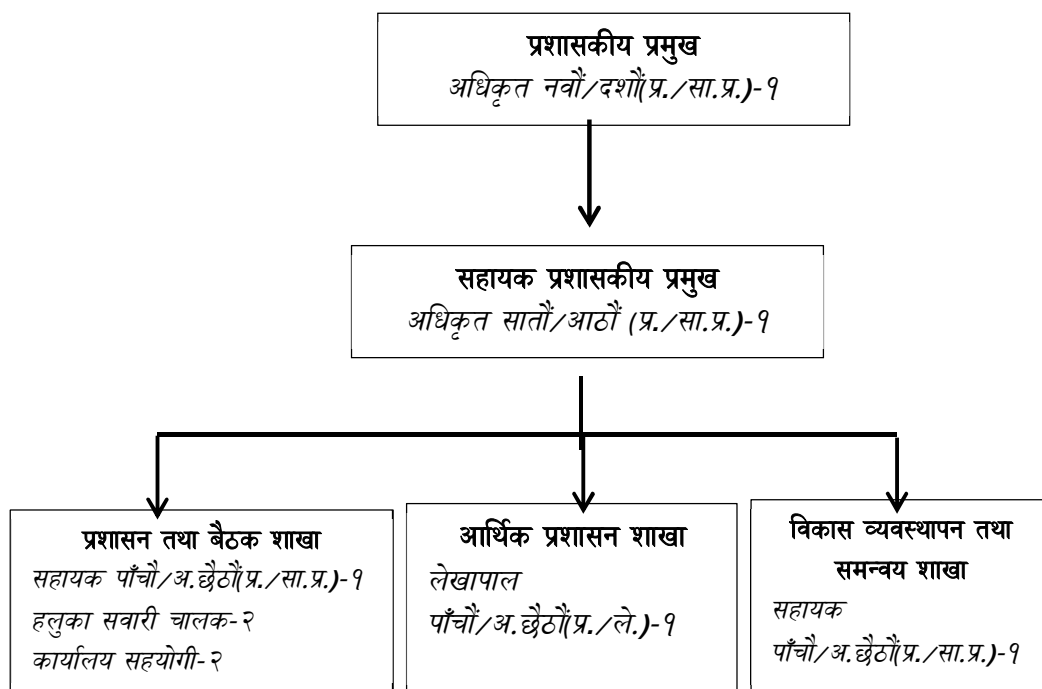 प्रशासकीय प्रमुख
अधिकृत नवौं/दशौं(प्र./सा.प्र.)-१
सहायक प्रशासकीय प्रमुख
अधिकृत सातौं/आठौं (प्र./सा.प्र.)-१
प्रशासन तथा बैठक शाखा
सहायक पाँचौ/अ.छैठौं(प्र./सा.प्र.)-१
हलुका सवारी चालक-२
कार्यालय सहयोगी-२
आर्थिक प्रशासन शाखा
लेखापाल
पाँचौं/अ.छैठौं(प्र./ले.)-१
विकास व्यवस्थापन तथा
समन्वय शाखा
सहायक
पाँचौ/अ.छैठौं(प्र./सा.प्र.)-१